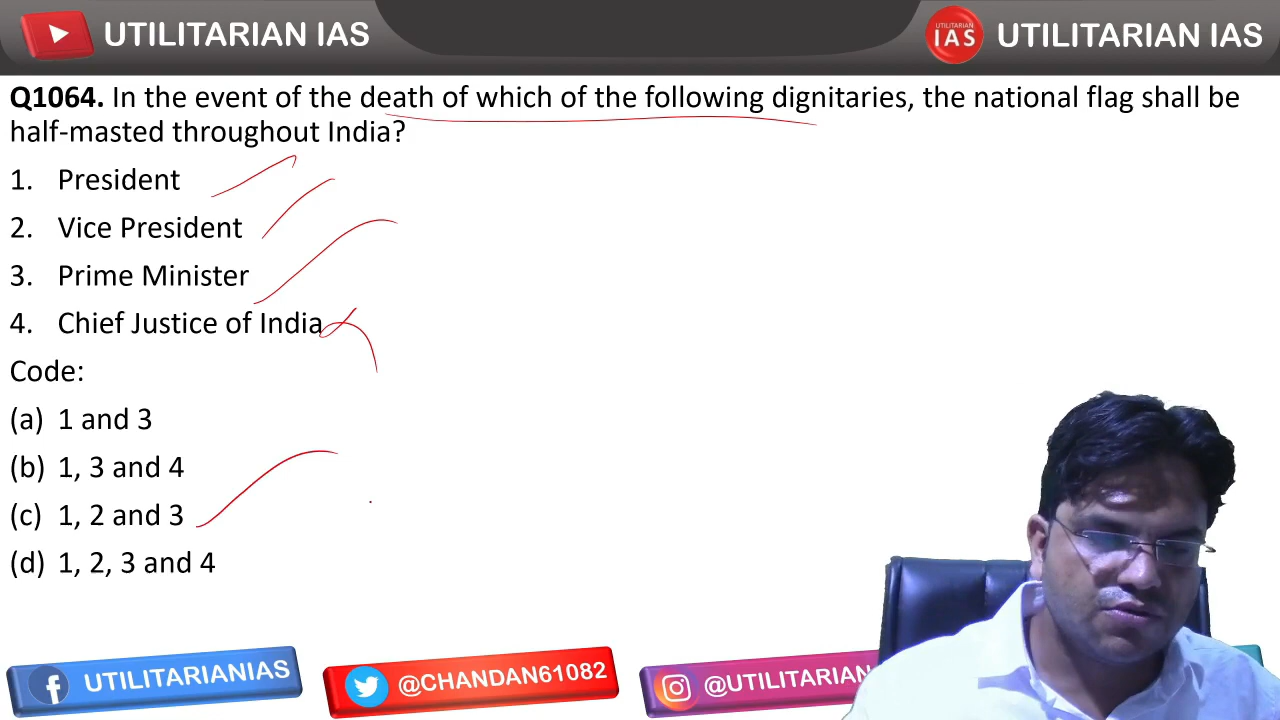 UTILITARIAN IAS
UTILITARIAN
IAS
UTILITARIAN IAS
Q1064. In the event of the death of which of the following dignitaries, the national flag shall be
half-masted throughout India?
1. President
2. Vice President
3. Prime Minister
4. Chief Justice of India
Code:
(a) 1 and 3
(b) 1, 3 and 4
(c) 1, 2 and 3
(d) 1, 2, 3 and 4
f UTILITARIANIAS
@CHANDAN61082
@UTILITARIAN